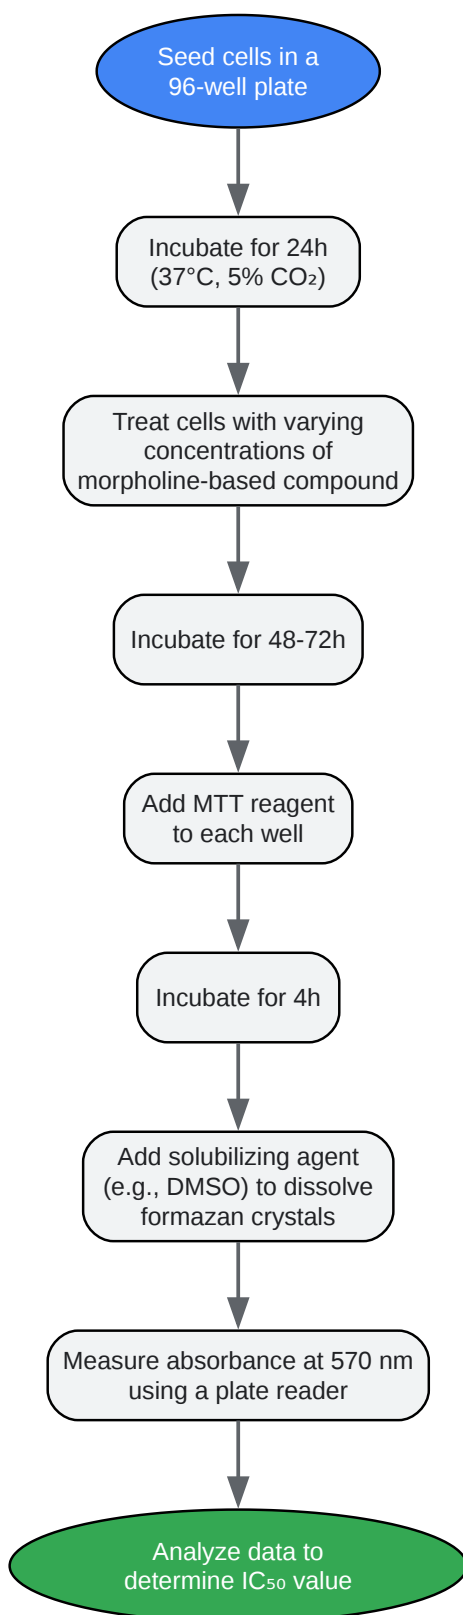 Seed cells in a
96-well plate
Incubate for 24h
(37°C, 5% CO₂)
Treat cells with varying
concentrations of
morpholine-based compound
Incubate for 48-72h
Add MTT reagent
to each well
Incubate for 4h
Add solubilizing agent
(e.g., DMSO) to dissolve
formazan crystals
Measure absorbance at 570 nm
using a plate reader
Analyze data to
determine IC₅₀ value